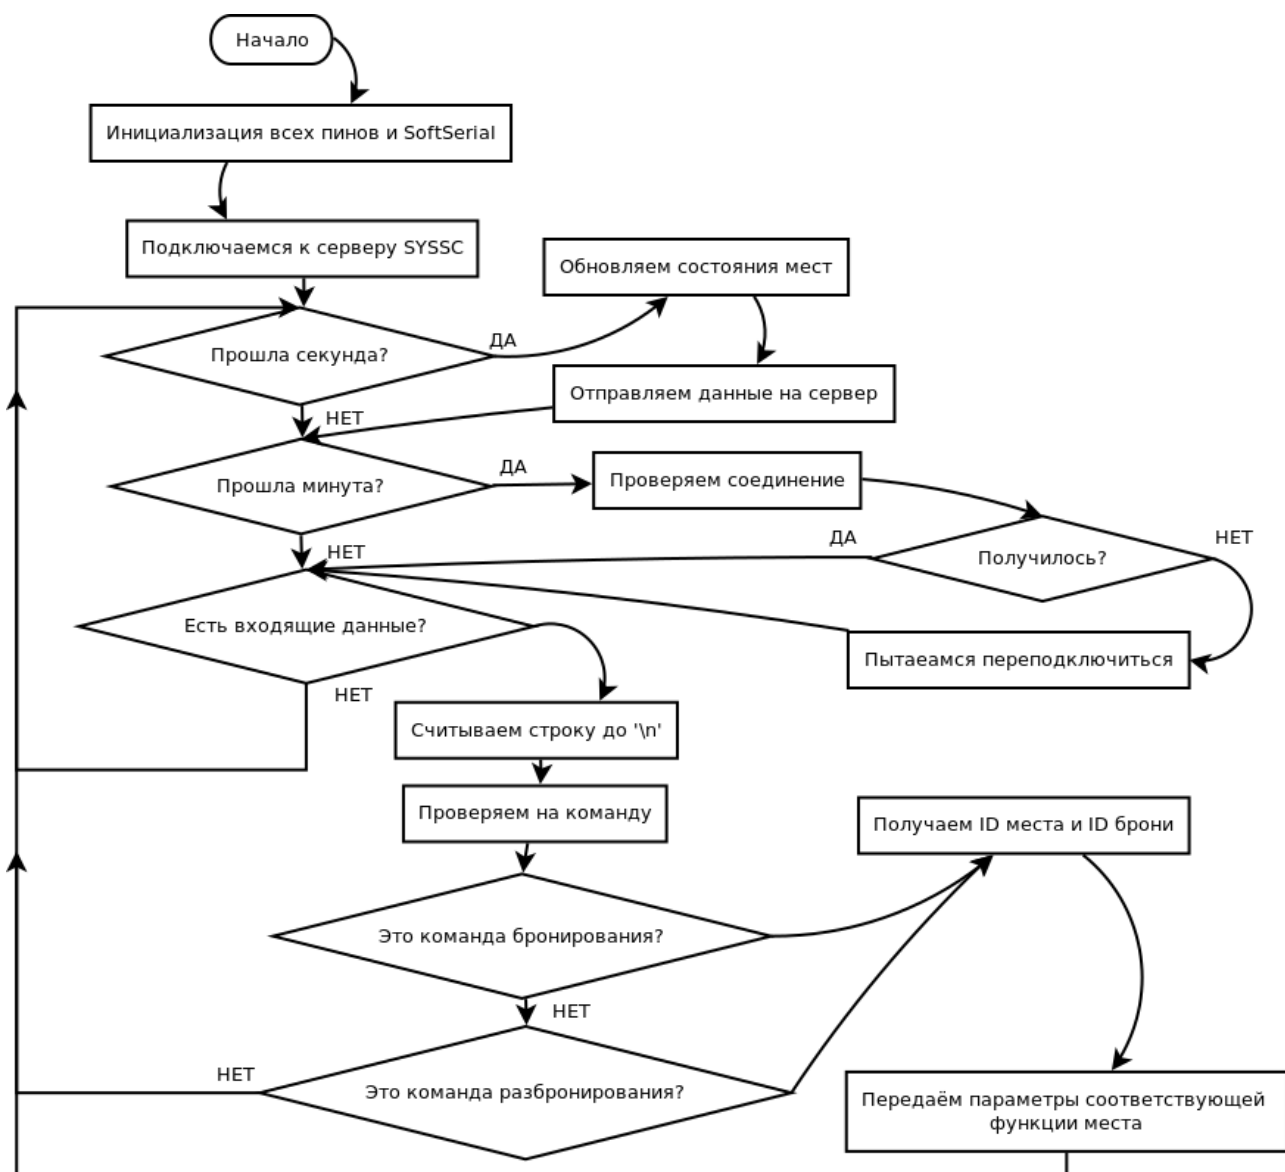 Начало
Инициализация всех пинов и SoftSerial
Подключаемся к серверу SYSSC
Обновляем состояния мест
ДА
Прошла секунда?
Отправляем данные на сервер
НЕТ
ДА
Прошла минута?
Проверяем соединение
НЕТ
ДА
НЕТ
Получилось?
Есть входящие данные?
Пытаеамся переподключиться
НЕТ
Считываем строку до '\n'
Проверяем на команду
Получаем ID места и ID брони
Это команда бронирования?
НЕТ
НЕТ
Это команда разбронирования?
Передаём параметры соответствующей
функции места